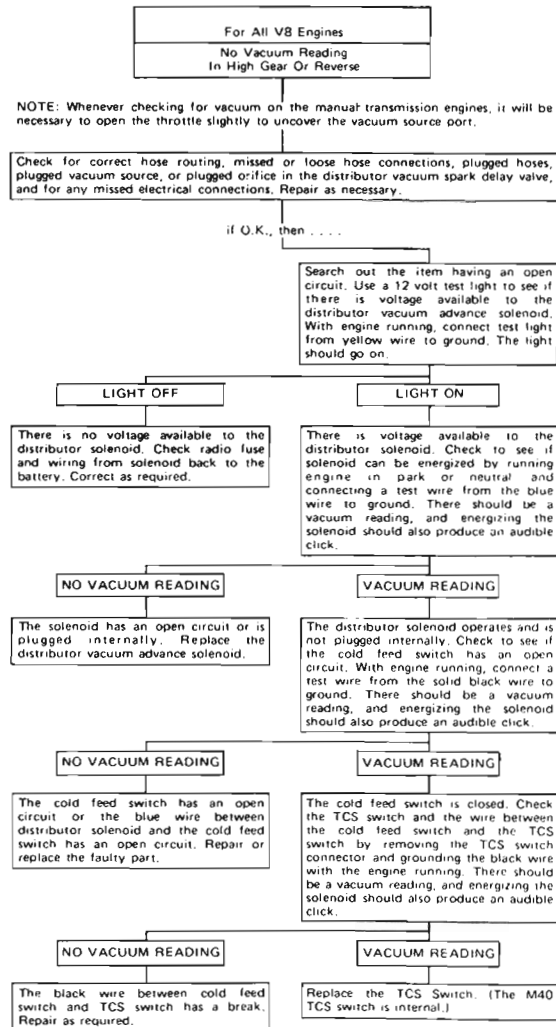 For All V8 Engines
No Vacuum Reading
In High Gear Or Reverse
NOTE: Whenever checking for vacuum on the manual transmission engines, it will be
necessary to open the throttle slightly to uncover the vacuum source port.
Check for correct hose routing, missed or loose hose connections, plugged hoses,
plugged vacuum source, or plugged orifice in the distributor vacuum spark delay valve,
and for any missed electrical connections. Repair as necessary.
if O.K., then . . . .
Search out the item having an open
circuit. Use a 12 volt test light to see if
there is voltage available to the
distributor vacuum advance solenoid.
With engine running, connect test light
from yellow wire to ground. The light
should go on.
LIGHT OFF
LIGHT ON
There is no voltage available to the
distributor solenoid. Check radio fuse
and wiring from solenoid back to the
battery. Correct as required.
There is voltage available to the
distributor solenoid. Check to see if
solenoid can be energized by running
engine in park or neutral and
connecting a test wire from the blue
wire to ground. There should be a
vacuum reading, and energizing the
solenoid should also produce an audible
click.
NO VACUUM READING
VACUUM READING
The solenoid has an open circuit or is
plugged internally. Replace the
distributor vacuum advance solenoid.
The distributor solenoid operates and is
not plugged internally. Check to see if
the cold feed switch has an open
circuit. With engine running, connect a
test wire from the solid black wire to
ground. There should be a vacuum
reading, and energizing the solenoid
should also produce an audible click.
NO VACUUM READING
VACUUM READING
The cold feed switch has an open
circuit or the blue wire between
distributor solenoid and the cold feed
switch has an open circuit. Repair or
replace the faulty part.
The cold feed switch is closed. Check
the TCS switch and the wire between
the cold feed switch and the TCS
switch by removing the TCS switch
connector and grounding the black wire
with the engine running. There should
be a vacuum reading, and energizing the
solenoid should also produce an audible
click.
NO VACUUM READING
VACUUM READING
The black wire between cold feed
switch and TCS switch has a break.
Repair as required.
Replace the TCS Switch. (The M40
TCS switch is internal.)